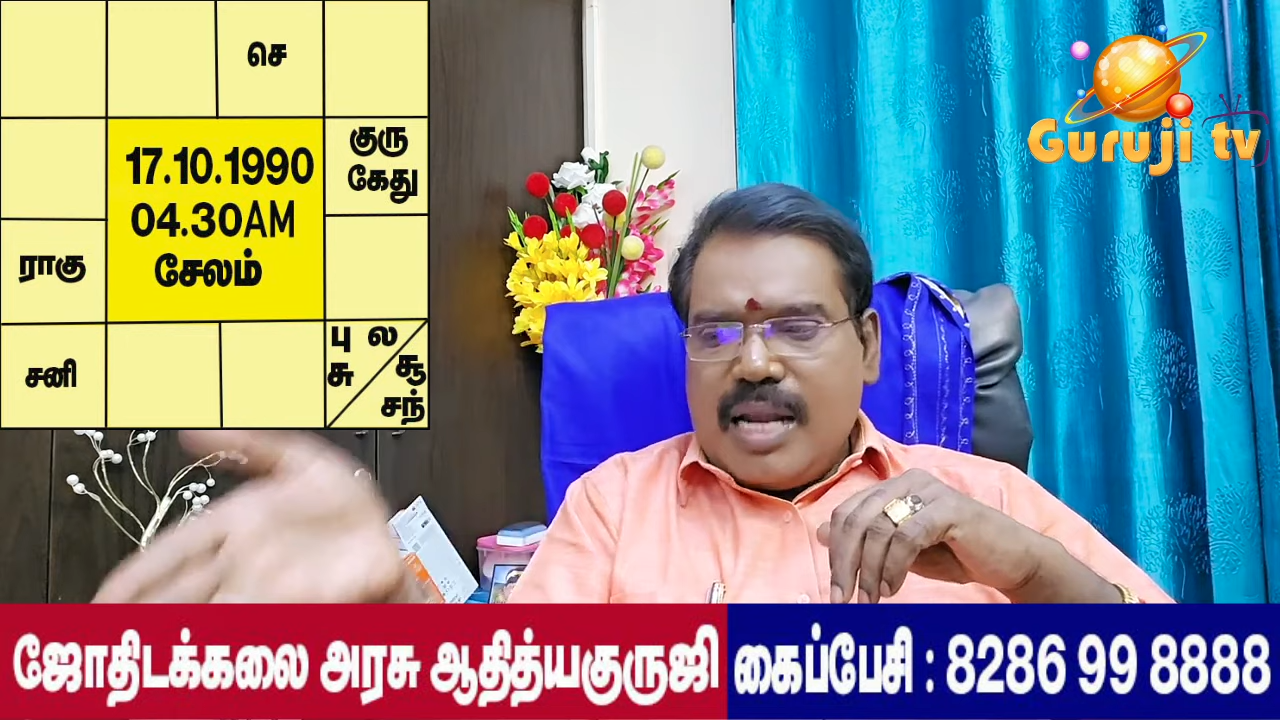 செ
குரு
கேது
17.10.1990
04.30AM
சேலம்
ராகு
சனி
பு ல
சு சூ
சந்
Guruji tv
ஜோதிடக்கலை அரசு ஆதித்யகுருஜி
கைப்பேசி : 8286 99 8888